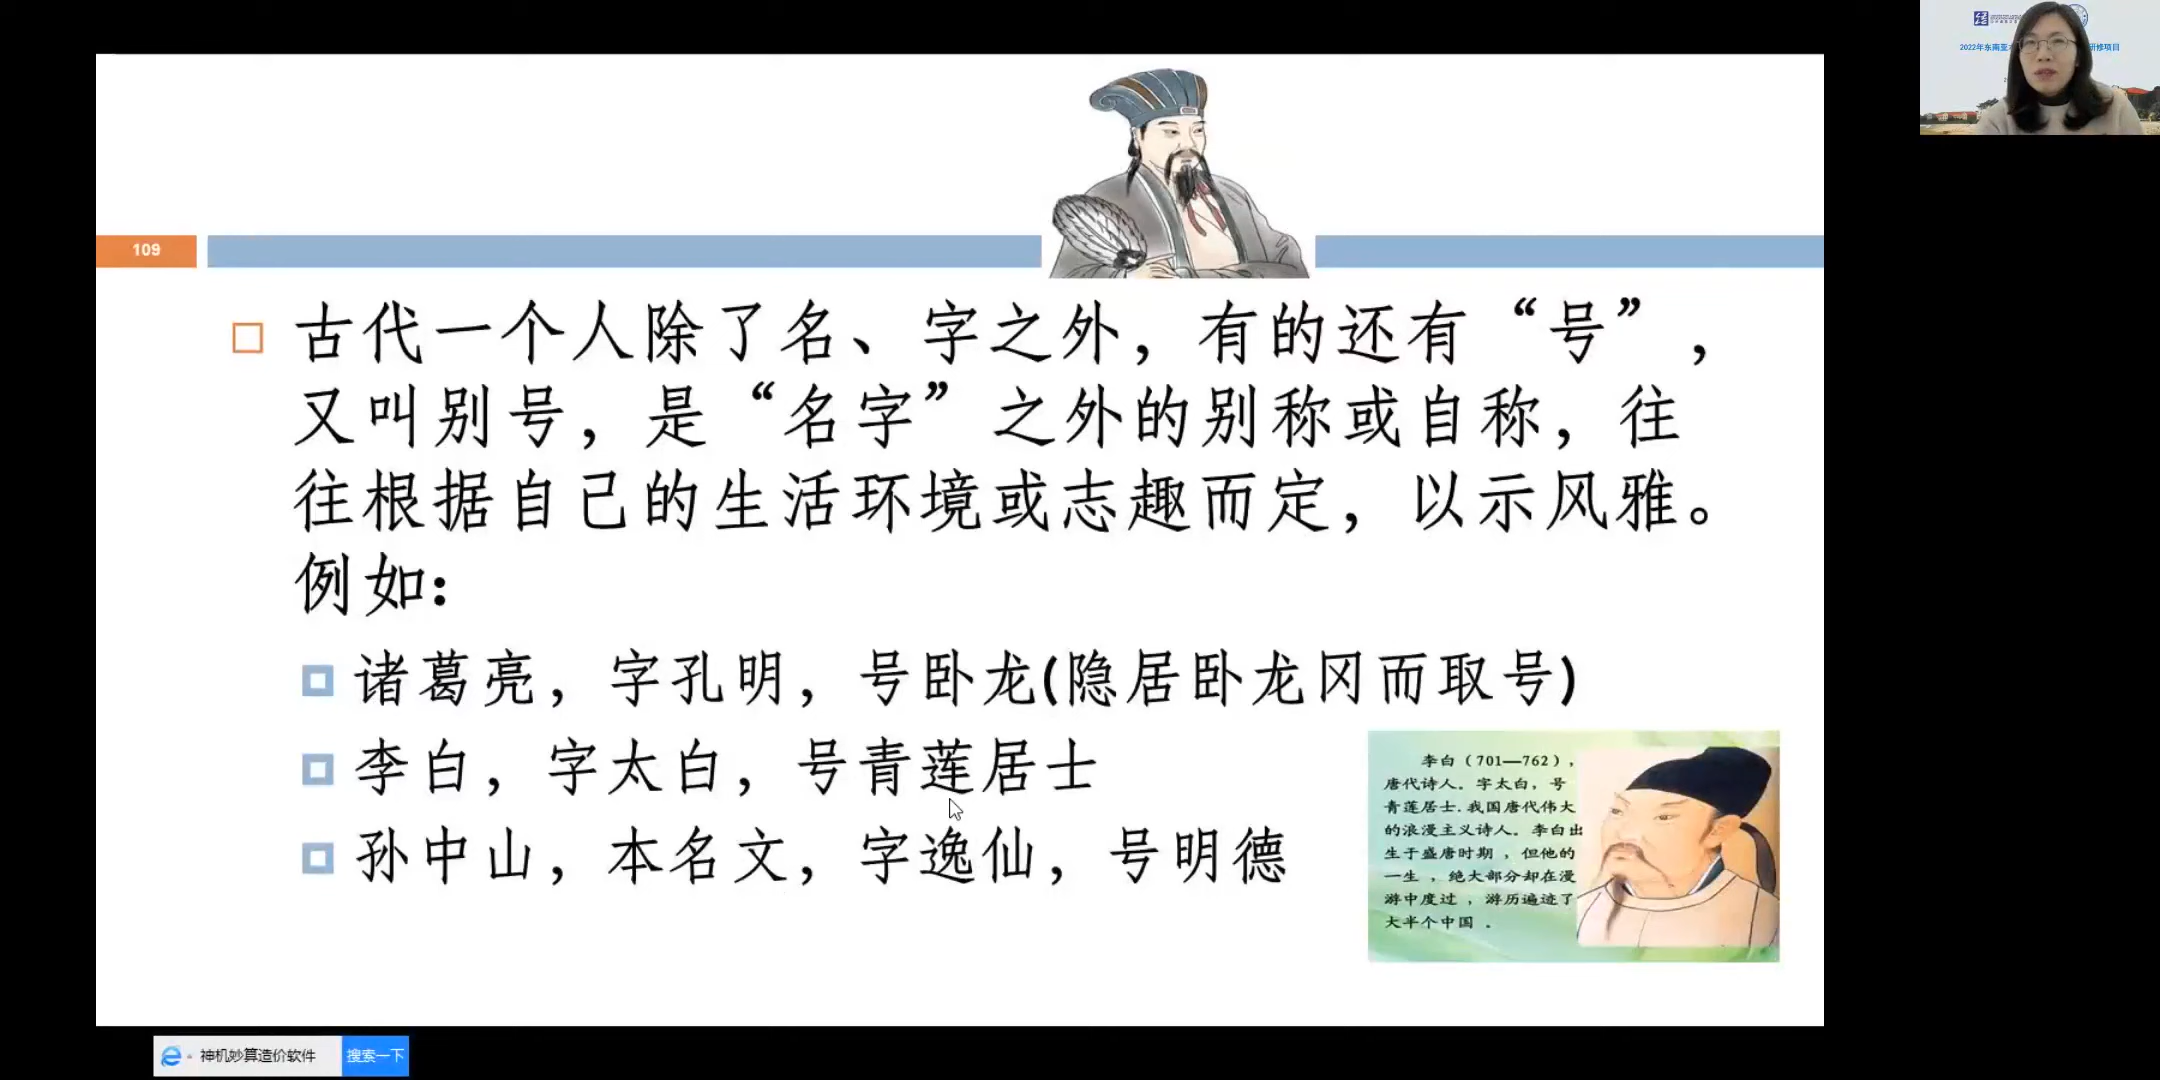 2022年东南亚
研修项目
109
古代一个人除了名、字之外，有的还有“号”，
又叫别号，是“名字”之外的别称或自称，往
往根据自己的生活环境或志趣而定，以示风雅。
例如:
诸葛亮，字孔明，号卧龙(隐居卧龙冈而取号)
李白，字太白，号青莲居士
孙中山，本名文，字逸仙，号明德
李白（701—762），
唐代诗人。字太白，号
青莲居士.我国唐代伟大
的浪漫主义诗人。李白出
生于盛唐时期，但他的
一生，绝大部分却在漫
游中度过，游历遍迹了
大半个中国。
神机妙算造价软件
搜索一下